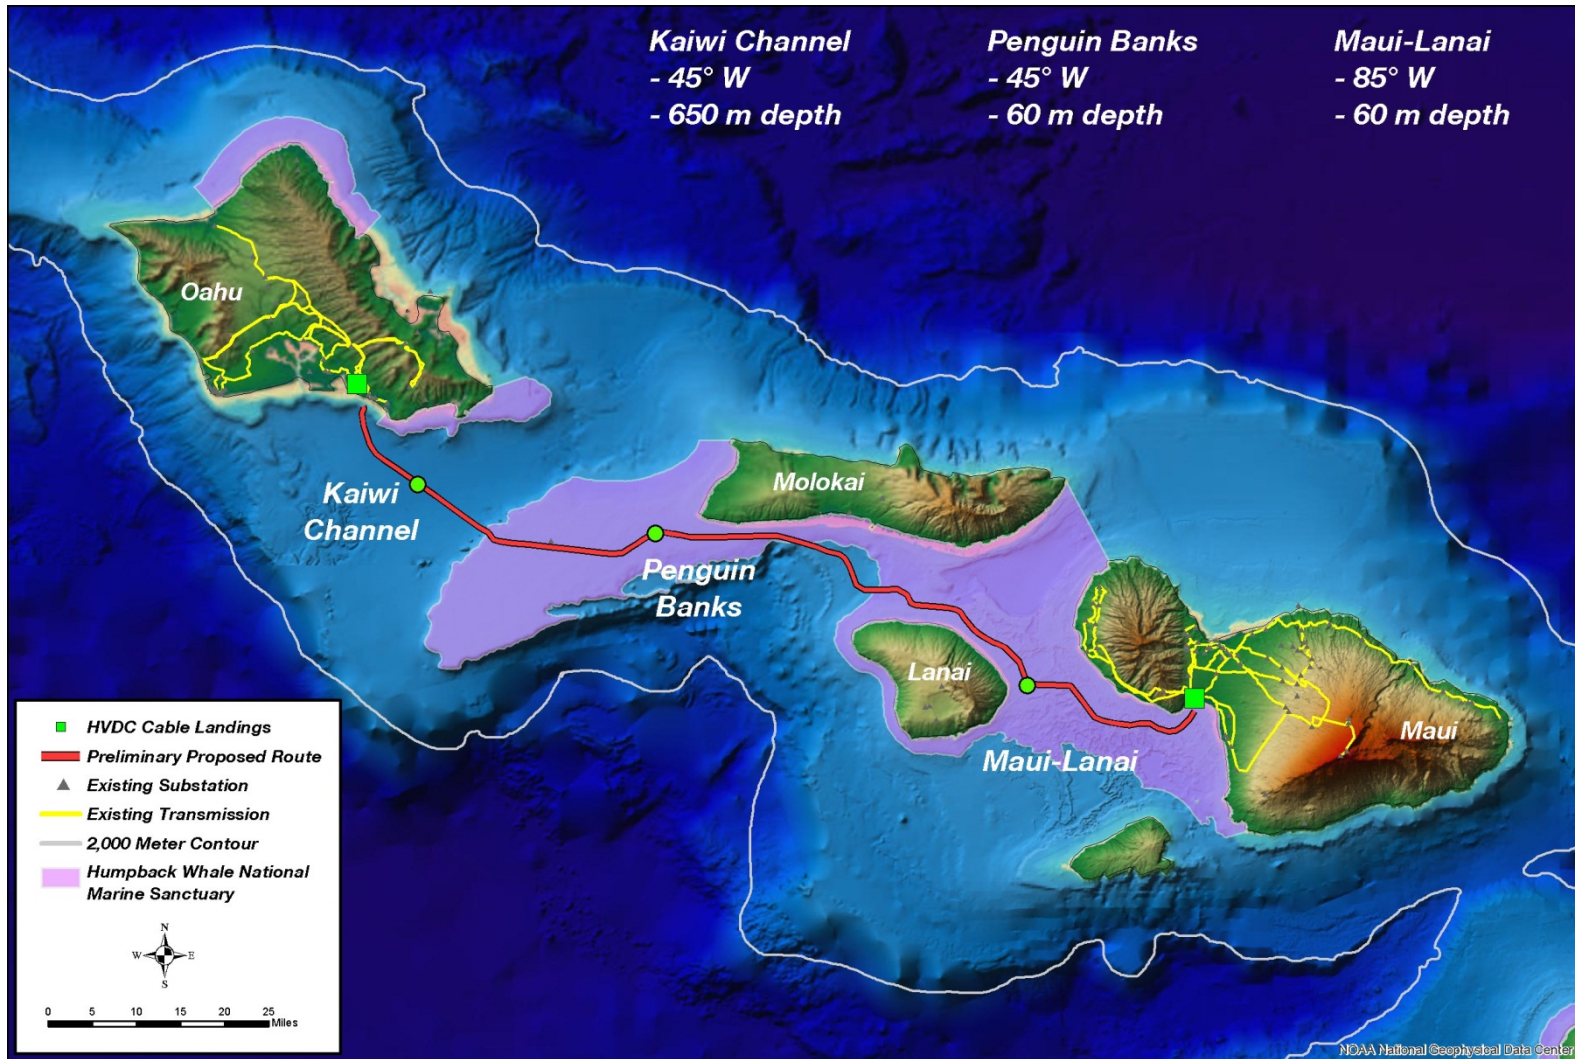 Kaiwi Channel
- 45° W
- 650 m depth
Penguin Banks
- 45° W
- 60 m depth
Maui-Lanai
- 85° W
- 60 m depth
Oahu
Kaiwi
Channel
Molokai
Penguin
Banks
Lanai
Maui-Lanai
Maui
HVDC Cable Landings
Preliminary Proposed Route
Existing Substation
Existing Transmission
2,000 Meter Contour
Humpback Whale National
Marine Sanctuary
N
W E
S
0 5 10 15 20 25
Miles
NOAA National Geophysical Data Center